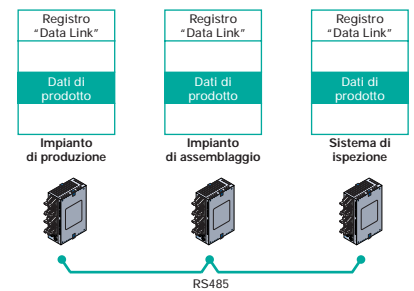 Registro
“Data Link”
Registro
“Data Link”
Registro
“Data Link”
Dati di
prodotto
Dati di
prodotto
Dati di
prodotto
Impianto
di produzione
Impianto
di assemblaggio
Sistema di
ispezione
RS485